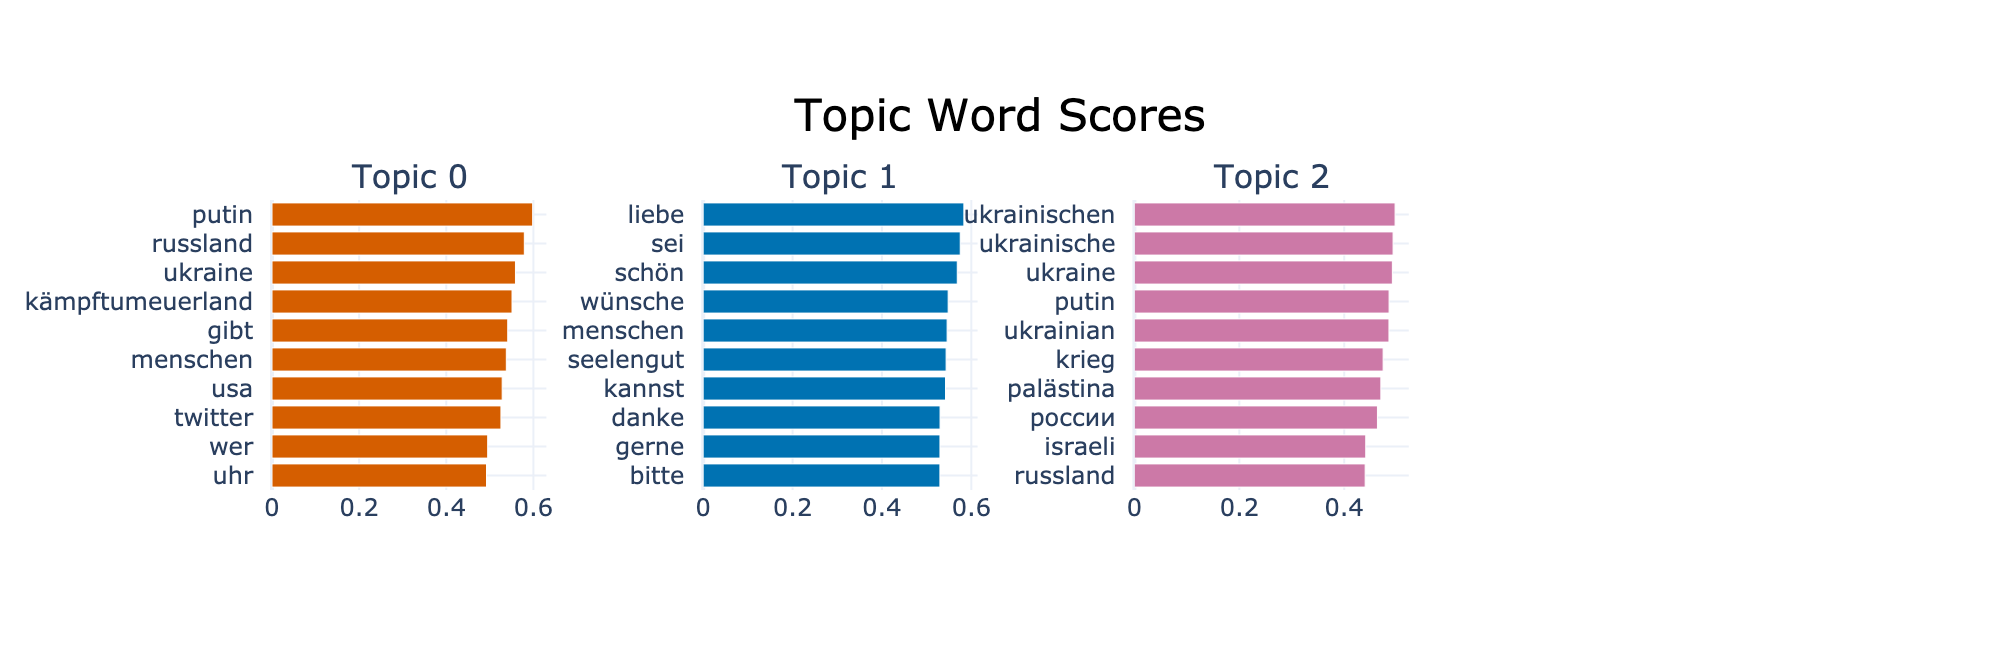 Topic Word Scores
Topic 0
putin
russland
ukraine
kämpftumeuerland
gibt
menschen
usa
twitter
wer
uhr
0 0.2 0.4 0.6
Topic 1
liebe
sei
schön
wünsche
menschen
seelengut
kannst
danke
gerne
bitte
0 0.2 0.4 0.6
Topic 2
ukrainischen
ukrainische
ukraine
putin
ukrainian
krieg
palästina
россии
israeli
russland
0 0.2 0.4